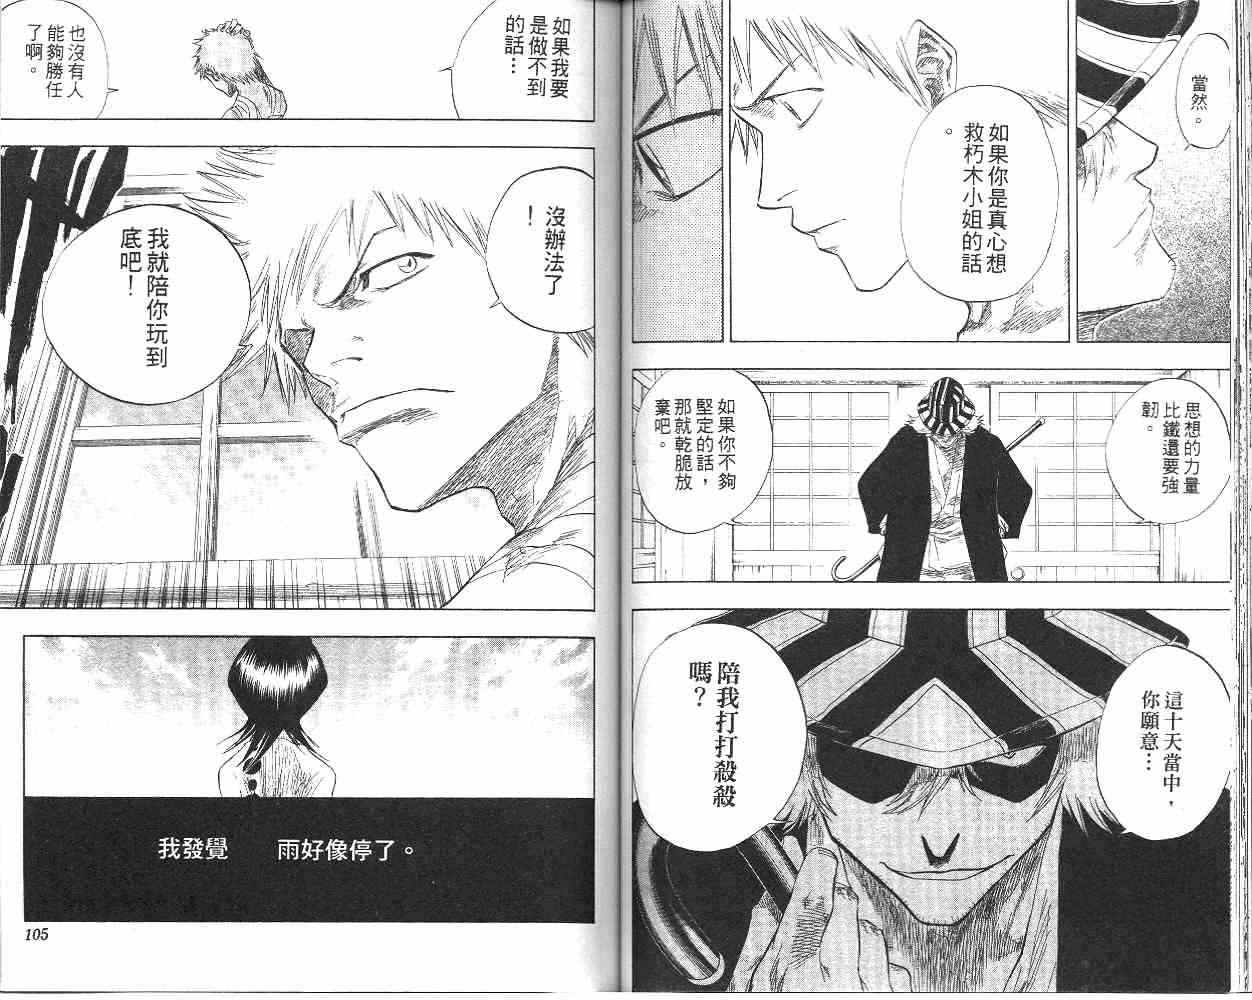 當然。
如果你是真心想
救朽木小姐的話
。
思想的力量
比鐵還要強
韌。
如果你不夠
堅定的話，
那就乾脆放
棄吧。
這十天當中，
你願意…
陪我打打殺殺
嗎？
如果我要
是做不到
的話…
也沒有人
能夠勝任
了啊。
沒辦法了
！
我就陪你玩到
底吧！
我發覺　　雨好像停了。
105